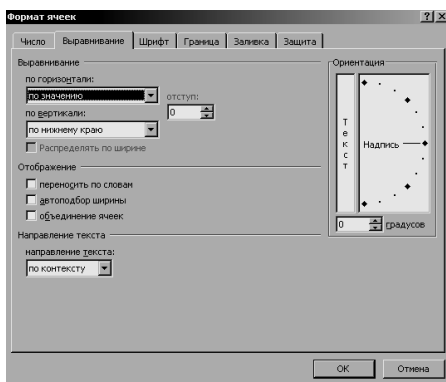 Формат ячеек
Число Выравнивание Шрифт Граница Заливка Защита
Выравнивание
по горизонтали:
по значению
отступ:
0
по вертикали:
по нижнему краю
Распределять по ширине
Отображение
переносить по словам
автоподбор ширины
объединение ячеек
Направление текста
направление текста:
по контексту
Ориентация
Текст
Надпись
0 градусов
ОК Отмена